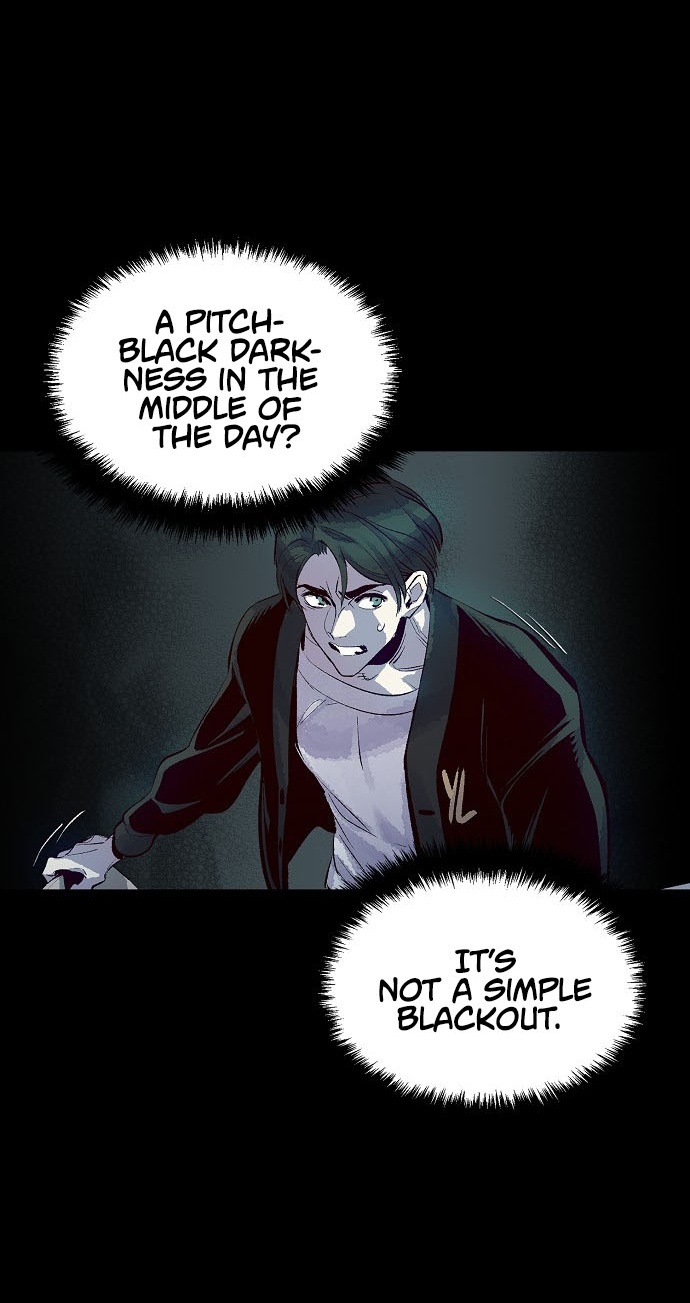 A PITCH-
BLACK DARK-
NESS IN THE
MIDDLE OF
THE DAY?
YL
IT'S
NOT A SIMPLE
BLACKOUT.